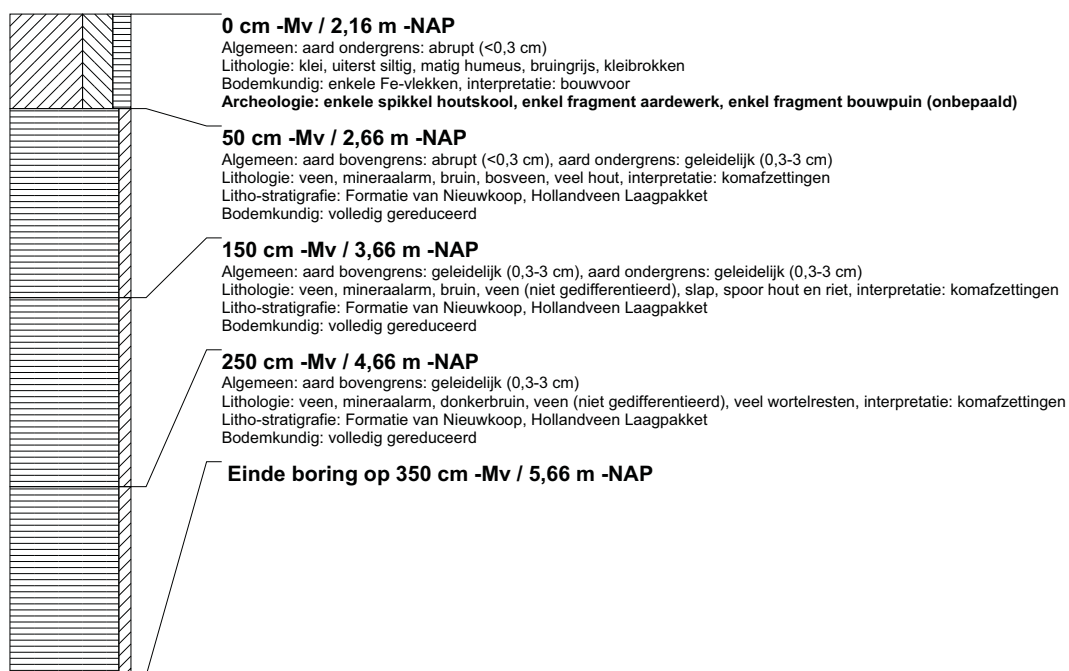 0 cm -Mv / 2,16 m -NAP
Algemeen: aard ondergrens: abrupt (<0,3 cm)
Lithologie: klei, uiterst siltig, matig humeus, bruingrijs, kleibrokken
Bodemkundig: enkele Fe-vlekken, interpretatie: bouwvoor
Archeologie: enkele spikkel houtskool, enkel fragment aardewerk, enkel fragment bouwpuin (onbepaald)
50 cm -Mv / 2,66 m -NAP
Algemeen: aard bovengrens: abrupt (<0,3 cm), aard ondergrens: geleidelijk (0,3-3 cm)
Lithologie: veen, mineraalarm, bruin, bosveen, veel hout, interpretatie: komafzettingen
Litho-stratigrafie: Formatie van Nieuwkoop, Hollandveen Laagpakket
Bodemkundig: volledig gereduceerd
150 cm -Mv / 3,66 m -NAP
Algemeen: aard bovengrens: geleidelijk (0,3-3 cm), aard ondergrens: geleidelijk (0,3-3 cm)
Lithologie: veen, mineraalarm, bruin, veen (niet gedifferentieerd), slap, spoor hout en riet, interpretatie: komafzettingen
Litho-stratigrafie: Formatie van Nieuwkoop, Hollandveen Laagpakket
Bodemkundig: volledig gereduceerd
250 cm -Mv / 4,66 m -NAP
Algemeen: aard bovengrens: geleidelijk (0,3-3 cm)
Lithologie: veen, mineraalarm, donkerbruin, veen (niet gedifferentieerd), veel wortelresten, interpretatie: komafzettingen
Litho-stratigrafie: Formatie van Nieuwkoop, Hollandveen Laagpakket
Bodemkundig: volledig gereduceerd
Einde boring op 350 cm -Mv / 5,66 m -NAP